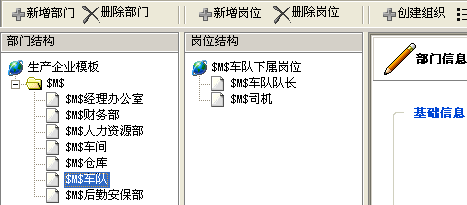 新增部门 删除部门 新增岗位 删除岗位 创建组织
部门结构
生产企业模板
$M$
$M$经理办公室
$M$财务部
$M$人力资源部
$M$车间
$M$仓库
$M$车队
$M$后勤安保部
岗位结构
$M$车队下属岗位
$M$车队队长
$M$司机
部门信息
基础信息